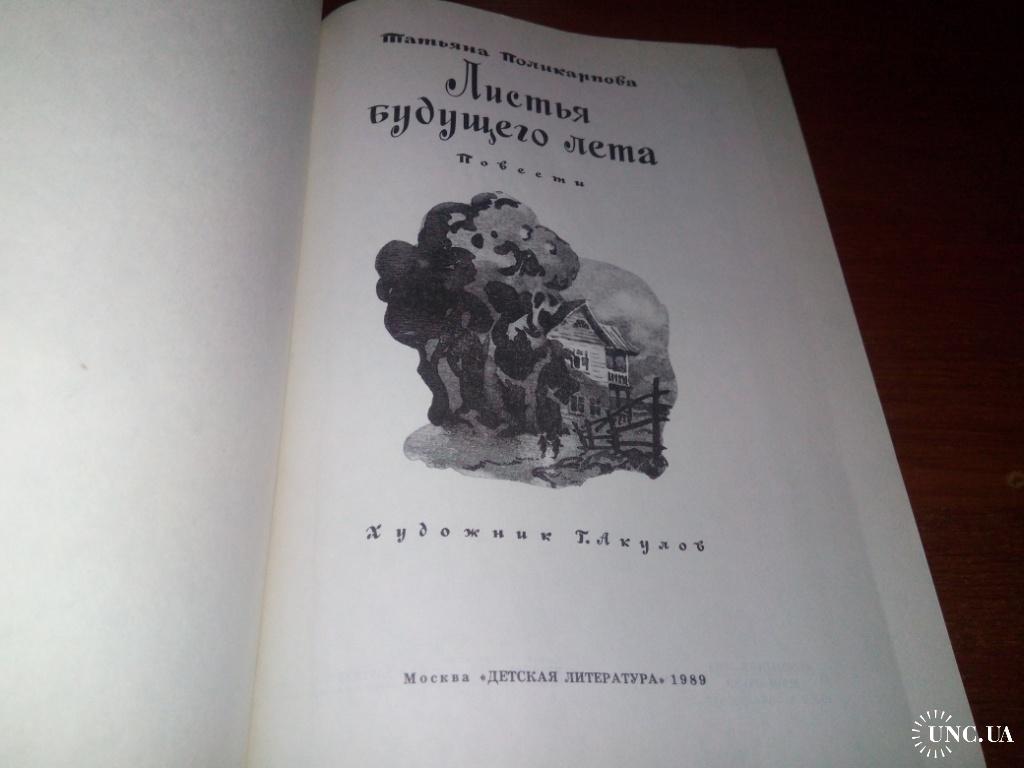 Татьяна Поликарпова
Листья
будущего лета
Повести
Художник Г. Акулов
Москва «ДЕТСКАЯ ЛИТЕРАТУРА» 1989
UNC.UA